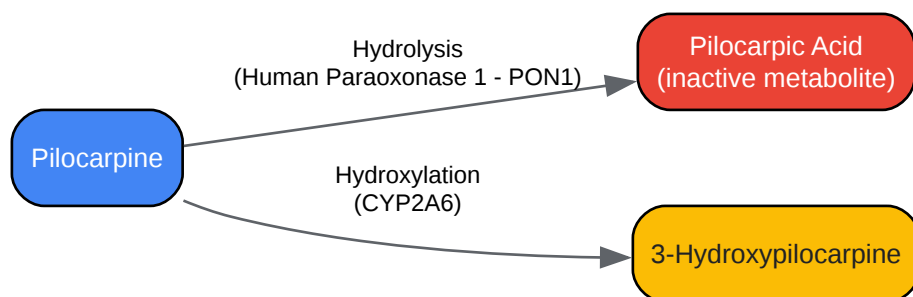 Pilocarpine
Hydrolysis
(Human Paraoxonase 1 - PON1)
Pilocarpic Acid
(inactive metabolite)
Hydroxylation
(CYP2A6)
3-Hydroxypilocarpine